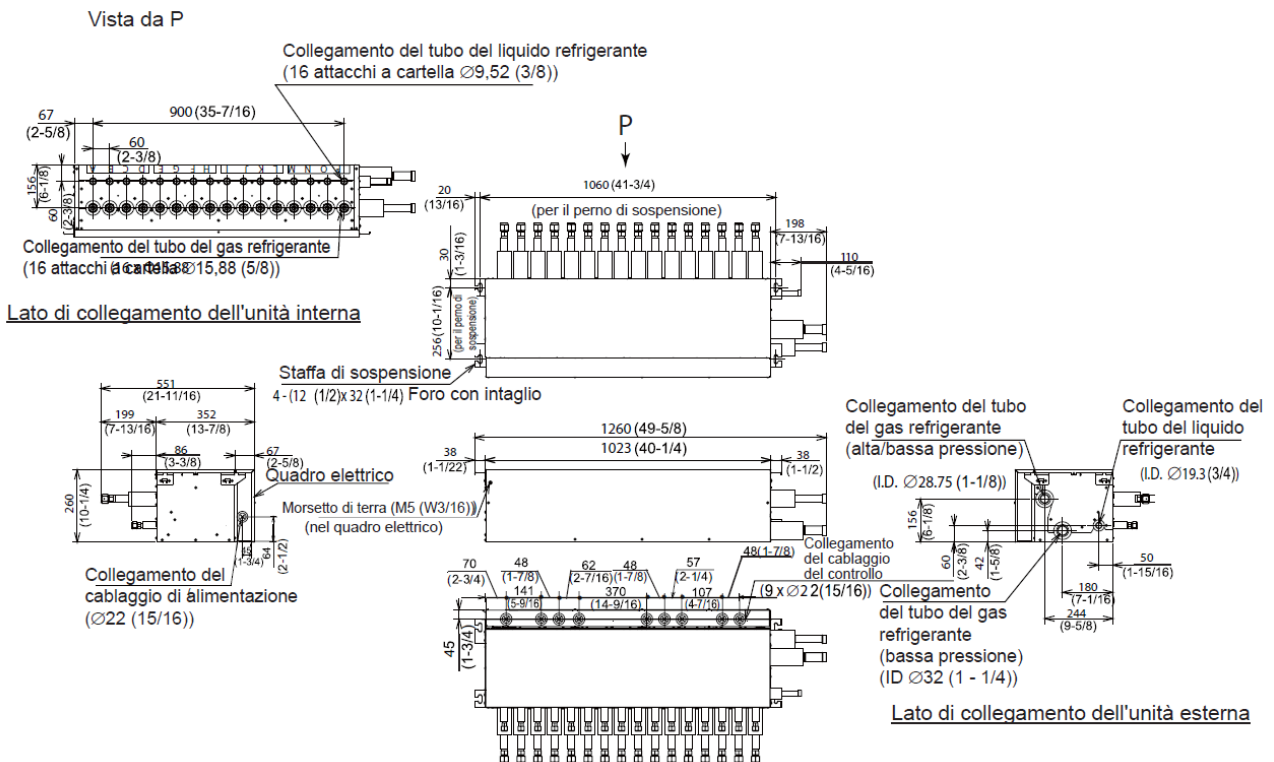 Vista da P
Collegamento del tubo del liquido refrigerante
(16 attacchi a cartella ∅9,52 (3/8))
67
(2-5/8)
900 (35-7/16)
60
(2-3/8)
156
(6-1/8)
60
(2-3/8)
A B C D E F G H I J K L M N O P
Collegamento del tubo del gas refrigerante
(16 attacchi a cartella ∅15,88 (5/8))
Lato di collegamento dell'unità interna
P
20
(13/16)
1060 (41-3/4)
(per il perno di sospensione)
198
(7-13/16)
110
(4-5/16)
30
(1-3/16)
256 (10-1/16)
(per il perno di
sospensione)
Staffa di sospensione
4 - (12 (1/2)x 32 (1-1/4) Foro con intaglio
551
(21-11/16)
199
(7-13/16)
352
(13-7/8)
86
(3-3/8)
67
(2-5/8)
260
(10-1/4)
Quadro elettrico
45
(1-3/4)
64
(2-1/2)
Collegamento del
cablaggio di alimentazione
(∅22 (15/16))
1260 (49-5/8)
1023 (40-1/4)
38
(1-1/22)
38
(1-1/2)
Morsetto di terra (M5 (W3/16))
(nel quadro elettrico)
70
(2-3/4)
48
(1-7/8)
62
(2-7/16)
48
(1-7/8)
57
(2-1/4)
48(1-7/8)
141
(5-9/16)
370
(14-9/16)
107
(4-7/16)
45
(1-3/4)
Collegamento
del cablaggio
del controllo
(9 x ∅22(15/16))
Collegamento del tubo
del gas refrigerante
(alta/bassa pressione)
(I.D. ∅28.75 (1-1/8))
Collegamento del
tubo del liquido
refrigerante
(I.D. ∅19.3 (3/4))
156
(6-1/8)
60
(2-3/8)
42
(1-5/8)
50
(1-15/16)
180
(7-1/16)
244
(9-5/8)
Collegamento
del tubo del gas
refrigerante
(bassa pressione)
(ID ∅32 (1 - 1/4))
Lato di collegamento dell'unità esterna